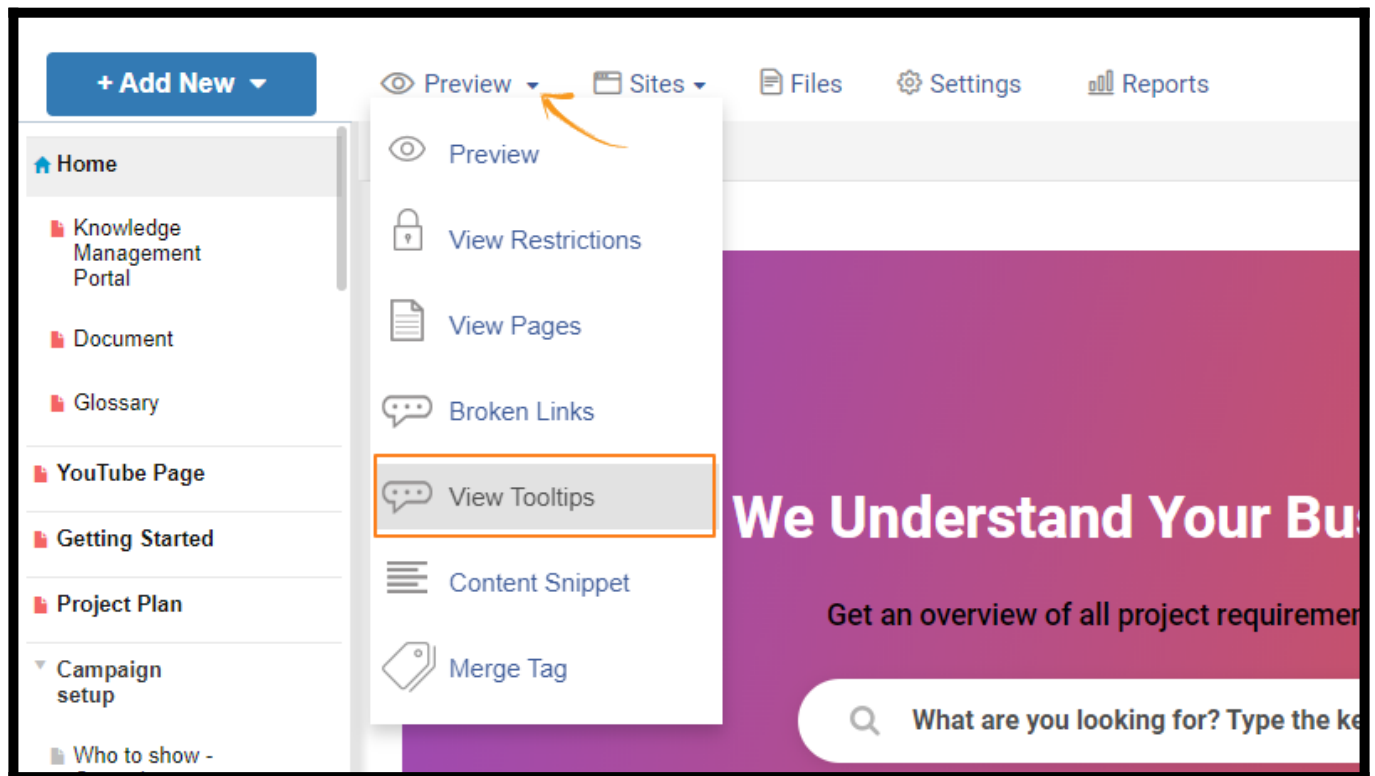 + Add New
Preview
Sites
Files
Settings
Reports
Home
Knowledge
Management
Portal
Document
Glossary
YouTube Page
Getting Started
Project Plan
Campaign
setup
Who to show -
Preview
View Restrictions
View Pages
Broken Links
View Tooltips
Content Snippet
Merge Tag
We Understand Your Bus
Get an overview of all project requiremen
What are you looking for? Type the ke